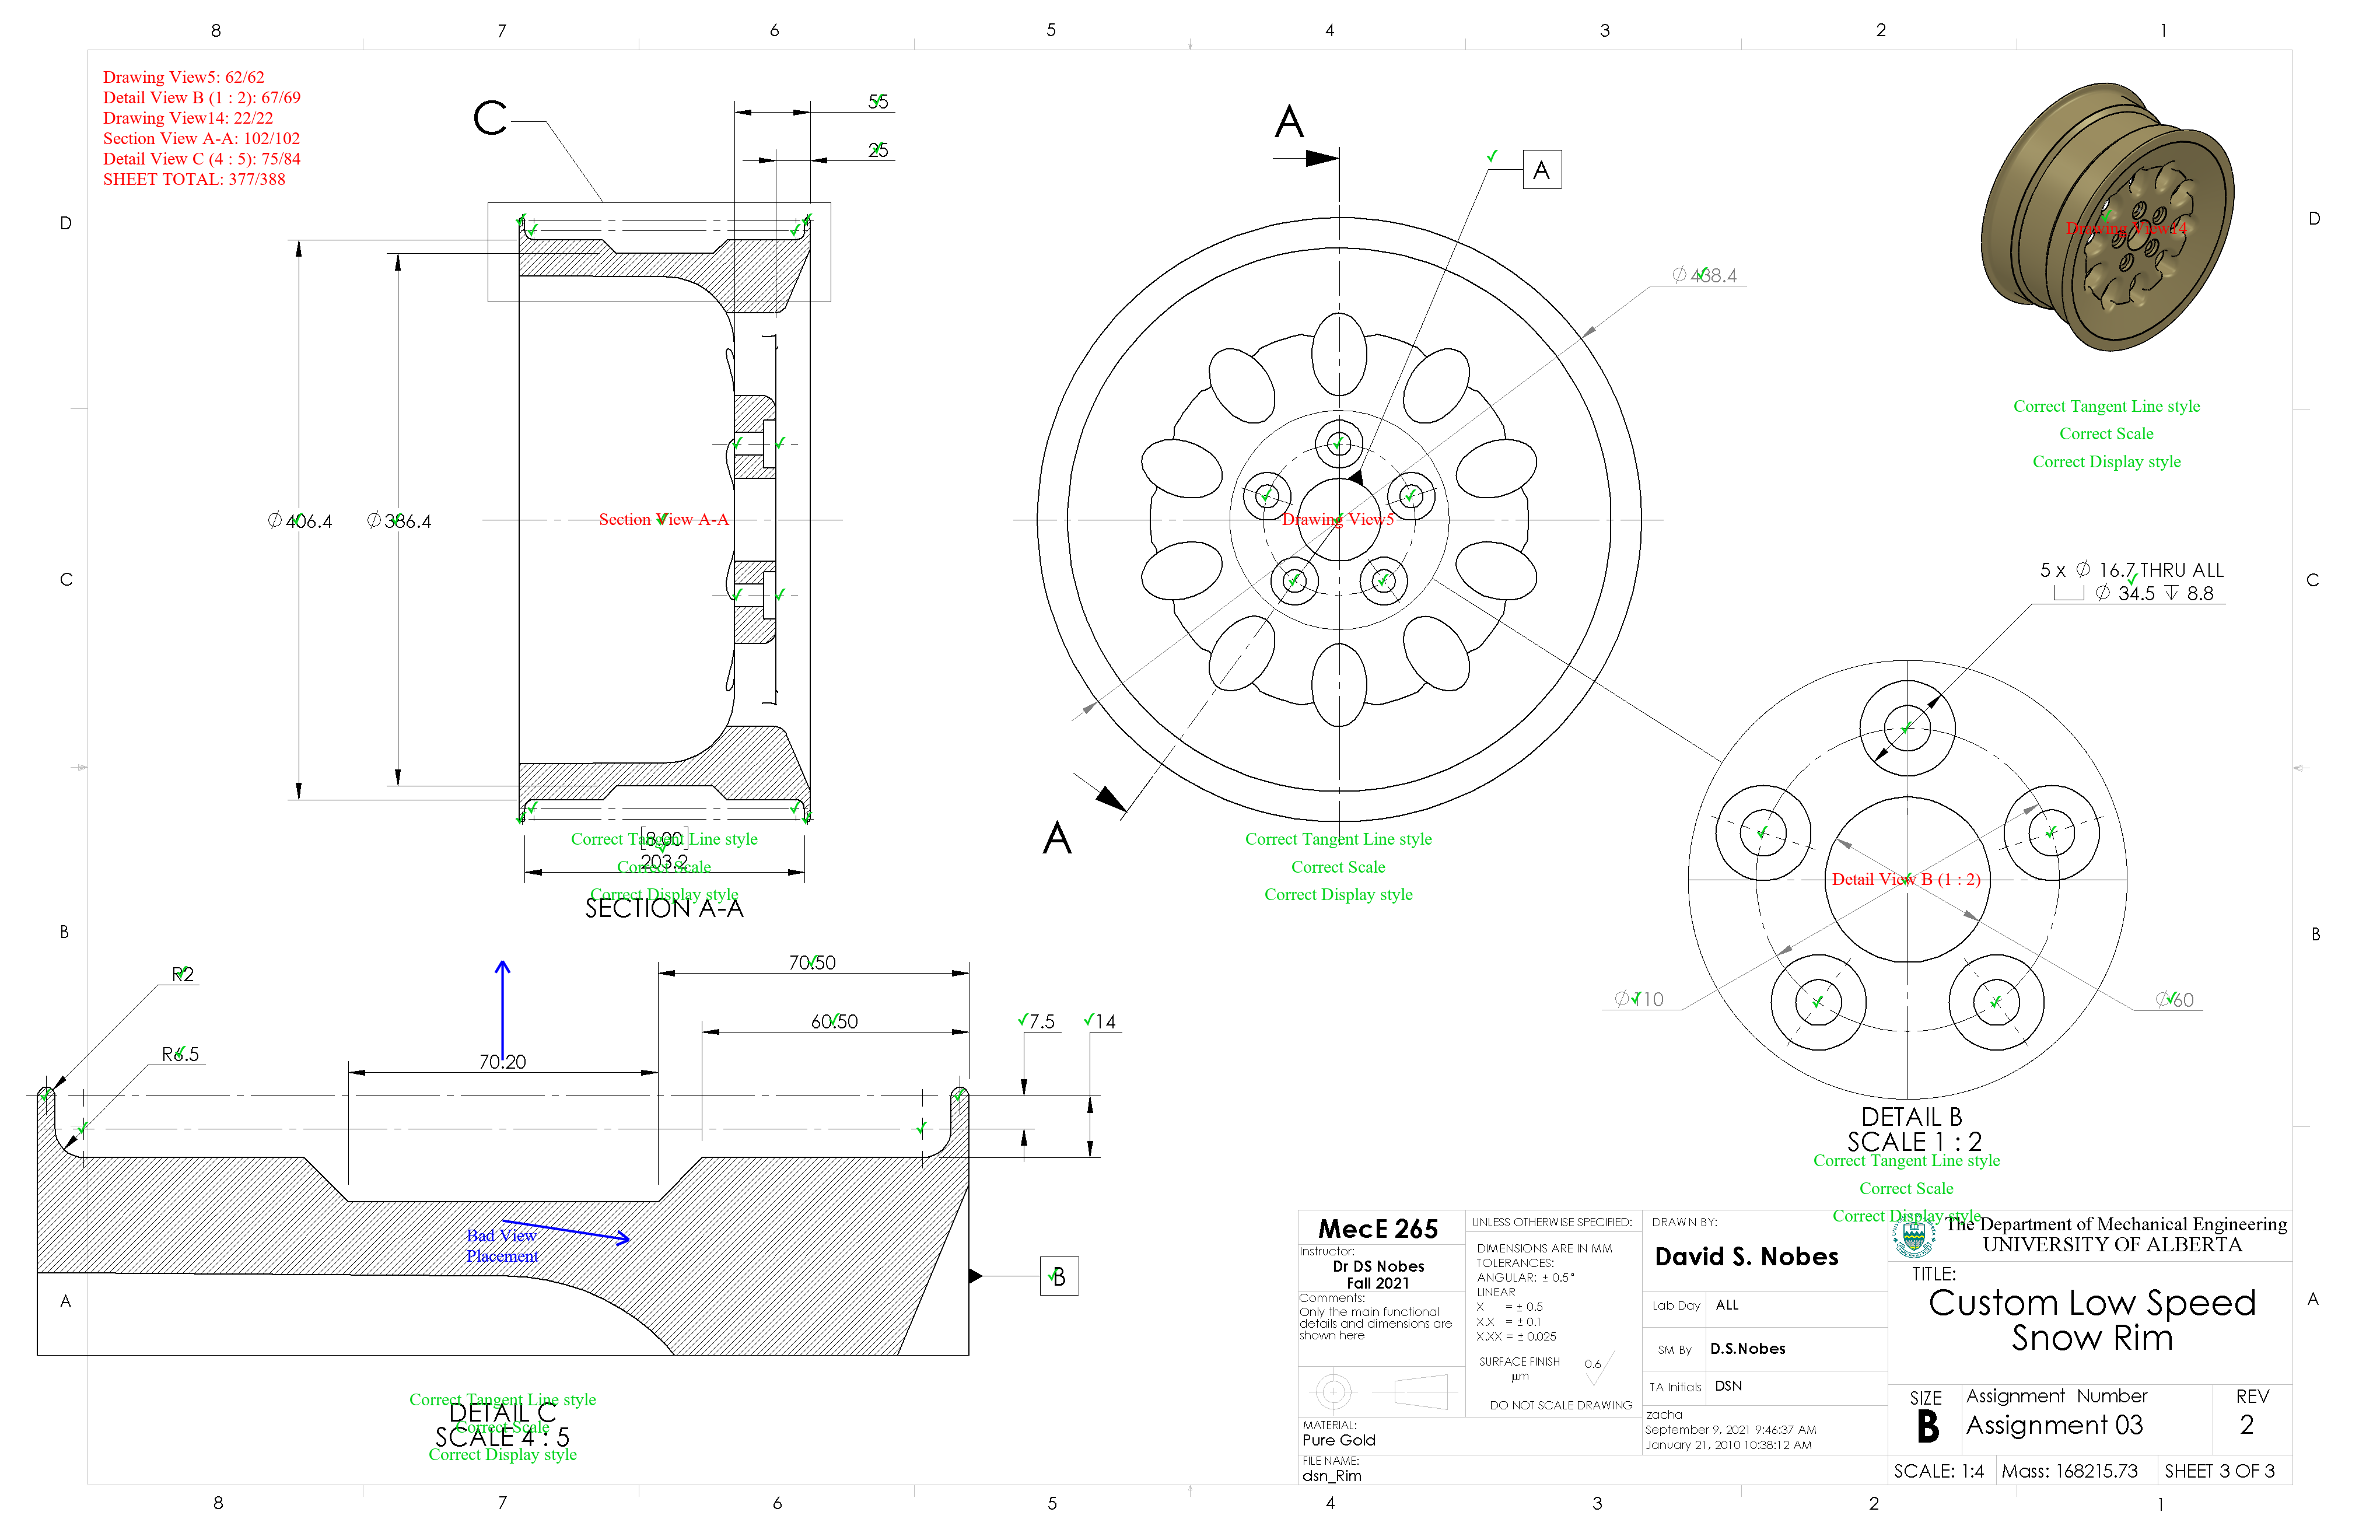 8 7 6 5 4 3 2 1
Drawing View5: 62/62
Detail View B (1 : 2): 67/69
Drawing View14: 22/22
Section View A-A: 102/102
Detail View C (4 : 5): 75/84
SHEET TOTAL: 377/388
C
55
25
A
A
D
D
⌀438.4
Drawing View14
Correct Tangent Line style
Correct Scale
Correct Display style
⌀406.4
⌀386.4
Section View A-A
Drawing View5
C
C
5 x ⌀ 16.7 THRU ALL
⌴ ⌀ 34.5 ↧ 8.8
[8.00]
203.2
Correct Tangent Line style
Correct Scale
Correct Display style
SECTION A-A
A
Correct Tangent Line style
Correct Scale
Correct Display style
Detail View B (1 : 2)
⌀110
⌀60
B
B
DETAIL B
SCALE 1 : 2
Correct Tangent Line style
Correct Scale
Correct Display style
R2
R6.5
70.50
60.50
70.20
7.5
14
Bad View
Placement
B
A
A
Correct Tangent Line style
DETAIL C
Correct Scale
SCALE 4 : 5
Correct Display style
MecE 265
Instructor:
Dr DS Nobes
Fall 2021
Comments:
Only the main functional
details and dimensions are
shown here
UNLESS OTHERWISE SPECIFIED:
DIMENSIONS ARE IN MM
TOLERANCES:
ANGULAR: ± 0.5°
LINEAR
X = ± 0.5
X.X = ± 0.1
X.XX = ± 0.025
SURFACE FINISH 0.6
μm
DO NOT SCALE DRAWING
MATERIAL:
Pure Gold
FILE NAME:
dsn_Rim
DRAWN BY:
David S. Nobes
Lab Day ALL
SM By D.S.Nobes
TA Initials DSN
zacha
September 9, 2021 9:46:37 AM
January 21, 2010 10:38:12 AM
The Department of Mechanical Engineering
UNIVERSITY OF ALBERTA
TITLE:
Custom Low Speed
Snow Rim
SIZE
B
Assignment Number
Assignment 03
REV
2
SCALE: 1:4 Mass: 168215.73 SHEET 3 OF 3
8 7 6 5 4 3 2 1